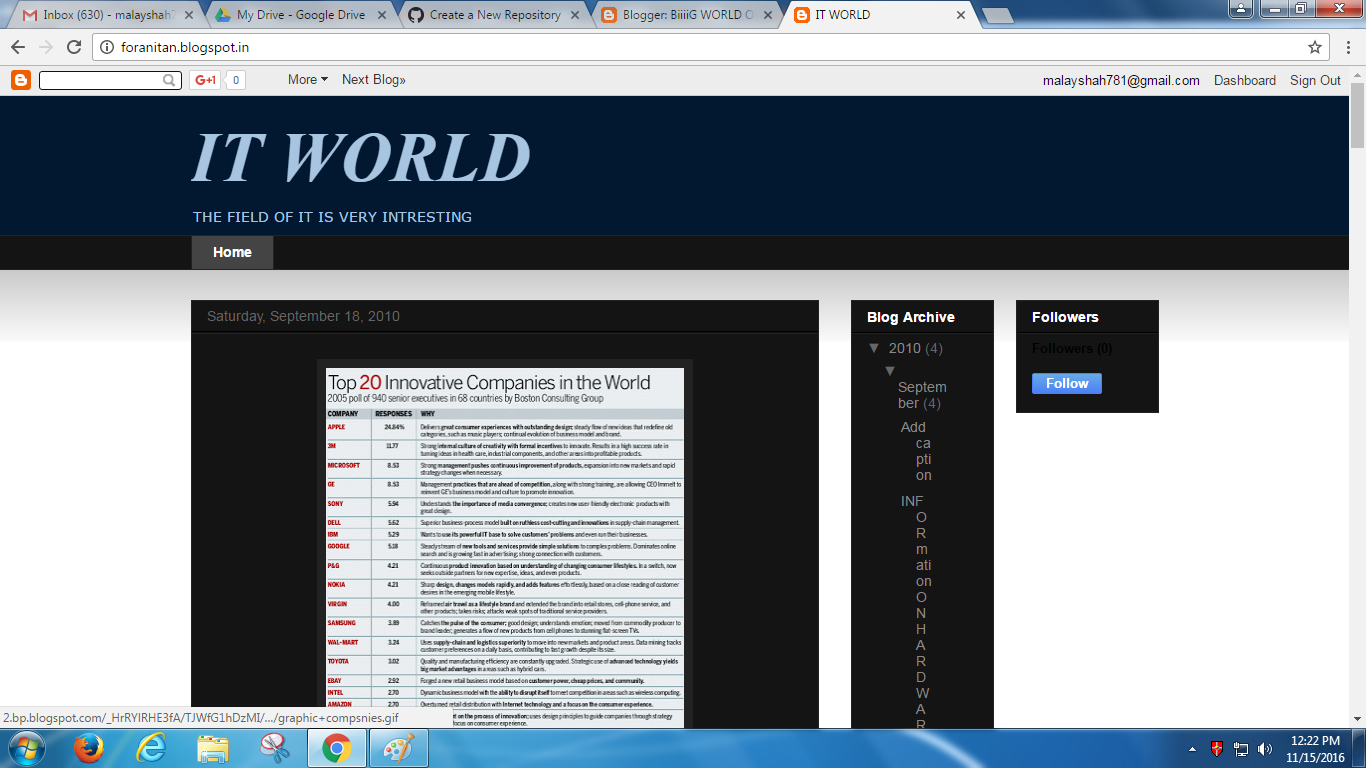 Inbox (630) - malayshah7
My Drive - Google Drive
Create a New Repository
Blogger: BiiiiG WORLD O
IT WORLD
foranitan.blogspot.in
G+1 0 More Next Blog» malayshah781@gmail.com Dashboard Sign Out
IT WORLD
THE FIELD OF IT IS VERY INTRESTING
Home
Saturday, September 18, 2010
Top 20 Innovative Companies in the World
2005 poll of 940 senior executives in 68 countries by Boston Consulting Group
COMPANY RESPONSES WHY
APPLE 24.84% Delivers great consumer experiences with outstanding design; steady flow of new ideas that redefine old
categories, such as music players; continual evolution of business model and brand.
3M 11.77 Strong internal culture of creativity with formal incentives to innovate. Results in a high success rate in
turning ideas in health care, industrial components, and other areas into profitable products.
MICROSOFT 8.53 Strong management pushes continuous improvement of products, expansion into new markets and rapid
strategy changes when necessary.
GE 8.53 Management practices that are ahead of competition, along with strong training, are allowing CEO Immelt to
reinvent GE's business model and culture to promote innovation.
SONY 5.94 Understands the importance of media convergence; creates new user-friendly electronic products with
great design.
DELL 5.62 Superior business-process model built on ruthless cost-cutting and innovations in supply-chain management.
IBM 5.29 Wants to use its powerful IT base to solve customers' problems and even run their businesses.
GOOGLE 5.18 Steady stream of new tools and services provide simple solutions to complex problems. Dominates online
search and is growing fast in advertising; strong connection with customers.
P&G 4.21 Continuous product innovation based on understanding of changing consumer lifestyles. In a switch, now
seeks outside partners for new expertise, ideas, and even products.
NOKIA 4.21 Sharp design, changes models rapidly, and adds features effortlessly, based on a close reading of customer
desires in the emerging mobile lifestyle.
VIRGIN 4.00 Reframed air travel as a lifestyle brand and extended the brand into retail stores, cell-phone service, and
other products; takes risks; attacks weak spots of traditional service providers.
SAMSUNG 3.89 Catches the pulse of the consumer; good design; understands emotion; moved from commodity producer to
brand leader; generates a flow of new products from cell phones to stunning flat-screen TVs.
WAL-MART 3.24 Uses supply-chain and logistics superiority to move into new markets and product areas. Data mining tracks
customer preferences on a daily basis, contributing to fast growth despite its size.
TOYOTA 3.02 Quality and manufacturing efficiency are constantly upgraded. Strategic use of advanced technology yields
big market advantages in areas such as hybrid cars.
EBAY 2.92 Forged a new retail business model based on customer power, cheap prices, and community.
INTEL 2.70 Dynamic business model with the ability to disrupt itself to meet competition in areas such as wireless computing.
AMAZON 2.70 Overturned retail distribution with Internet technology and a focus on the consumer experience.
on the process of innovation; uses design principles to guide companies through strategy
focus on consumer experience.
Blog Archive
▼ 2010 (4)
▼
Septem
ber (4)
Add
ca
pti
on
INF
O
R
m
ati
on
O
N
H
A
R
D
W
A
R
Followers
Followers (0)
Follow
2.bp.blogspot.com/_HrRYlRHE3fA/TJWfG1hDzMI/.../graphic+compsnies.gif
12:22 PM
11/15/2016